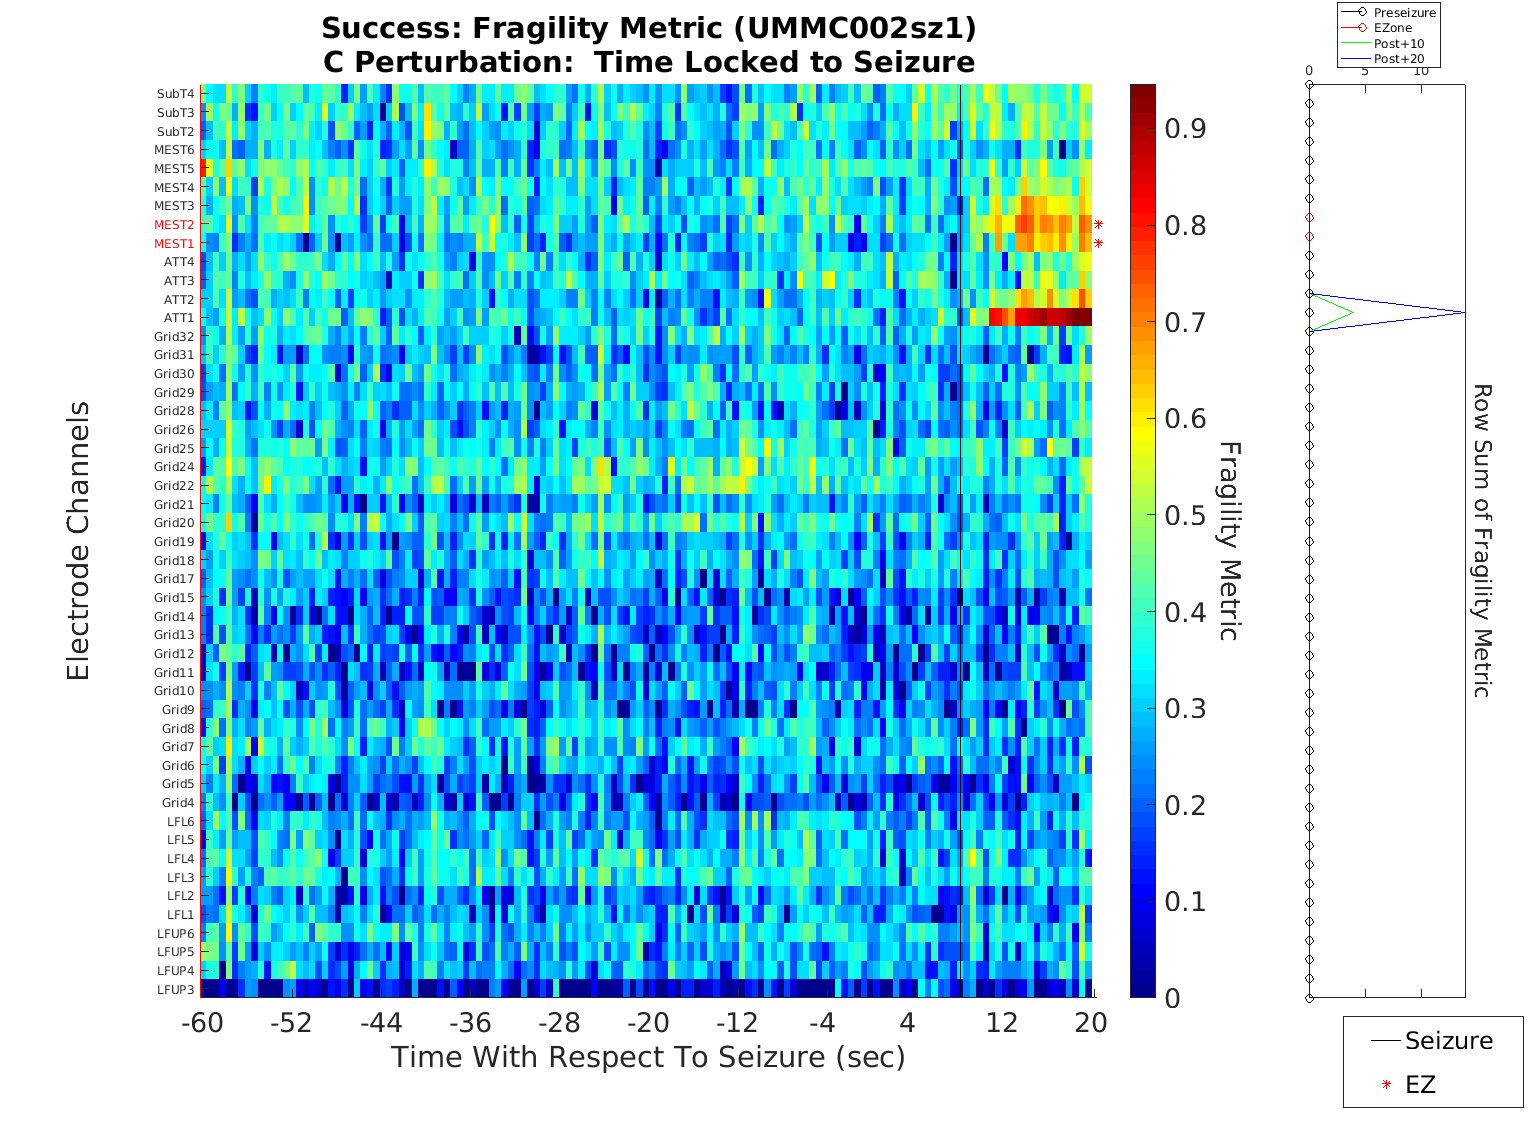 Success: Fragility Metric (UMMC002sz1)
C Perturbation:  Time Locked to Seizure
Electrode Channels
SubT4
SubT3
SubT2
MEST6
MEST5
MEST4
MEST3
MEST2
MEST1
ATT4
ATT3
ATT2
ATT1
Grid32
Grid31
Grid30
Grid29
Grid28
Grid26
Grid25
Grid24
Grid22
Grid21
Grid20
Grid19
Grid18
Grid17
Grid15
Grid14
Grid13
Grid12
Grid11
Grid10
Grid9
Grid8
Grid7
Grid6
Grid5
Grid4
LFL6
LFL5
LFL4
LFL3
LFL2
LFL1
LFUP6
LFUP5
LFUP4
LFUP3
-60 -52 -44 -36 -28 -20 -12 -4 4 12 20
Time With Respect To Seizure (sec)
0.9
0.8
0.7
0.6
0.5
0.4
0.3
0.2
0.1
0
Fragility Metric
Preseizure
EZone
Post+10
Post+20
0 5 10
Row Sum of Fragility Metric
Seizure
EZ